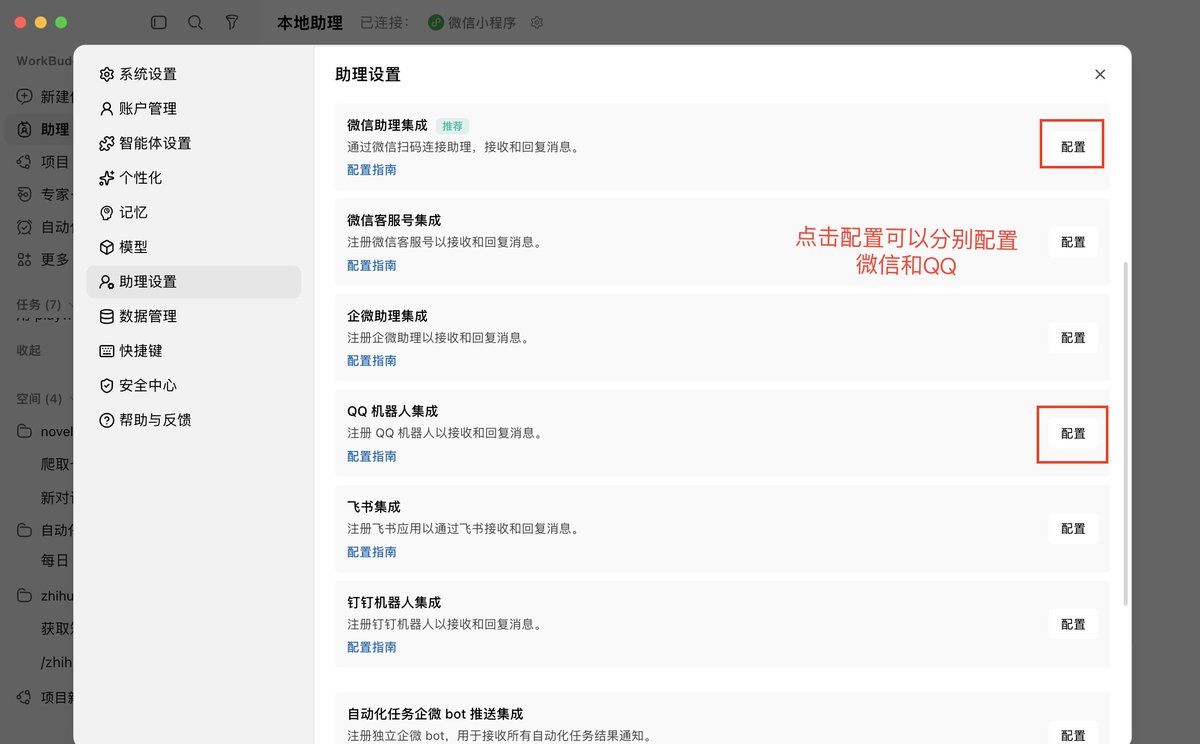 本地助理 已连接： 微信小程序
WorkBud
新建
助理
项目
专家
自动
更多
任务 (7)
收起
空间 (4)
novel
爬取
新对
自动
每日
zhihu
获取
/zhih
项目
系统设置
账户管理
智能体设置
个性化
记忆
模型
助理设置
数据管理
快捷键
安全中心
帮助与反馈
助理设置
微信助理集成 推荐
通过微信扫码连接助理，接收和回复消息。
配置指南
配置
微信客服号集成
注册微信客服号以接收和回复消息。
配置指南
配置
点击配置可以分别配置
微信和QQ
企微助理集成
注册企微助理以接收和回复消息。
配置指南
配置
QQ 机器人集成
注册 QQ 机器人以接收和回复消息。
配置指南
配置
飞书集成
注册飞书应用以通过飞书接收和回复消息。
配置指南
配置
钉钉机器人集成
注册钉钉机器人以接收和回复消息。
配置指南
配置
自动化任务企微 bot 推送集成
注册独立企微 bot，用于接收所有自动化任务结果通知。
配置